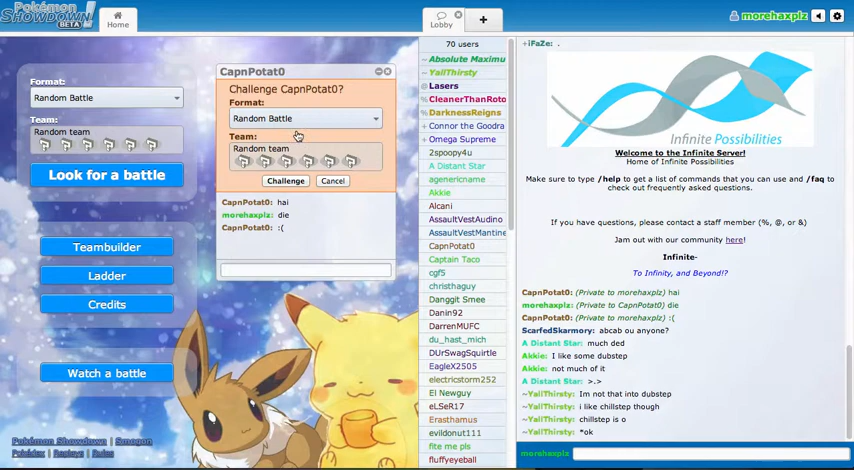 Pokémon
Showdown!
BETA
Home
Lobby
+
morehaxplz
Format:
Random Battle
Team:
Random team
Look for a battle
Teambuilder
Ladder
Credits
Watch a battle
Pokémon Showdown | Smogon
Pokédex | Replays | Rules
CapnPotat0
Challenge CapnPotat0?
Format:
Random Battle
Team:
Random team
Challenge
Cancel
CapnPotat0: hai
morehaxplz: die
CapnPotat0: :(
70 users
~Absolute Maximu
~YallThirsty
@Lasers
%CleanerThanRoto
%DarknessReigns
+Connor the Goodra
+Omega Supreme
2spoopy4u
A Distant Star
agenericname
Akkie
Alcani
AssaultVestAudino
AssaultVestMantine
CapnPotat0
Captain Taco
cgf5
christhaguy
Danggit Smee
Danin92
DarrenMUFC
du_hast_mich
DUrSwagSquirtle
EagleX2505
electricstorm252
El Newguy
eLSeR17
Erasthamus
evildonut111
fite me pls
fluffyeyeball
+iFaZe: .
Infinite Possibilities
Welcome to the Infinite Server!
Home of Infinite Possibilities
Make sure to type /help to get a list of commands that you can use and /faq to
check out frequently asked questions.
If you have questions, please contact a staff member (%, @, or &)
Jam out with our community here!
Infinite-
To Infinity, and Beyond!?
CapnPotat0: (Private to morehaxplz) hai
morehaxplz: (Private to CapnPotat0) die
CapnPotat0: (Private to morehaxplz) :(
ScarfedSkarmory: abcab ou anyone?
A Distant Star: much ded
Akkie: I like some dubstep
Akkie: not much of it
A Distant Star: >.>
~YallThirsty: Im not that into dubstep
~YallThirsty: i like chillstep though
~YallThirsty: chillstep is o
~YallThirsty: *ok
morehaxplz: